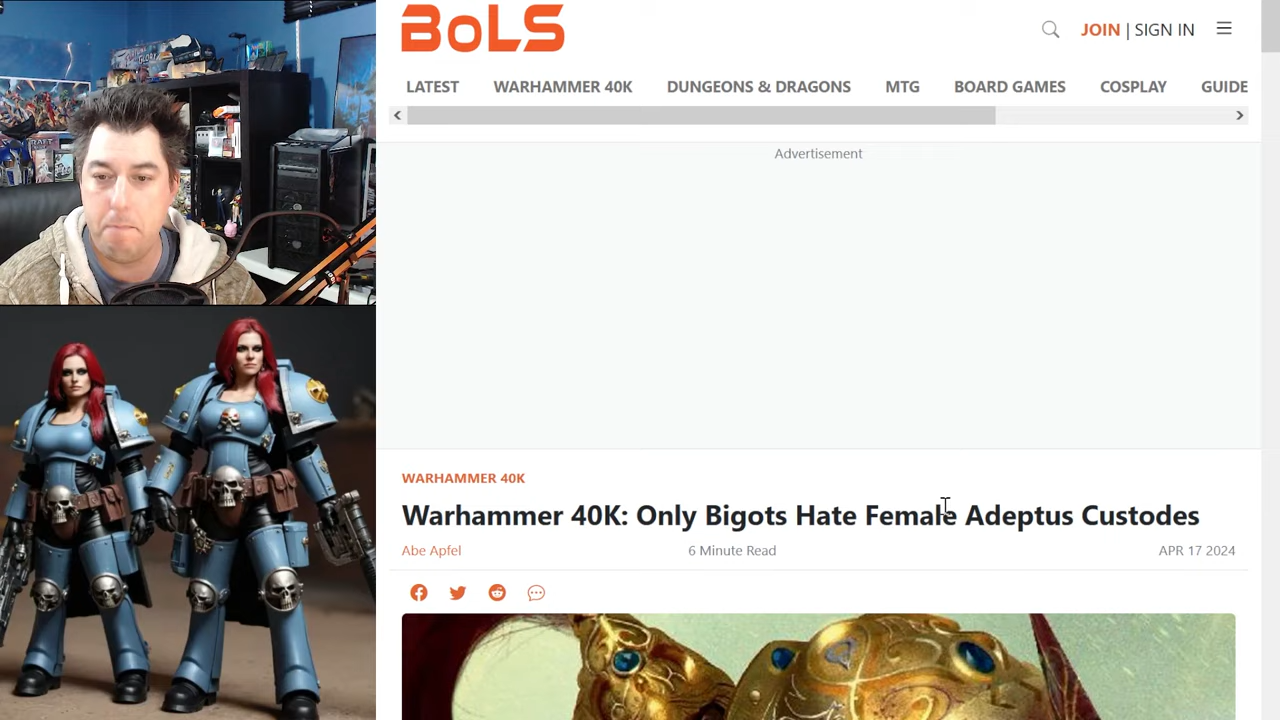 BoLS
JOIN | SIGN IN
LATEST WARHAMMER 40K DUNGEONS & DRAGONS MTG BOARD GAMES COSPLAY GUIDE
Advertisement
WARHAMMER 40K
Warhammer 40K: Only Bigots Hate Female Adeptus Custodes
Abe Apfel 6 Minute Read APR 17 2024